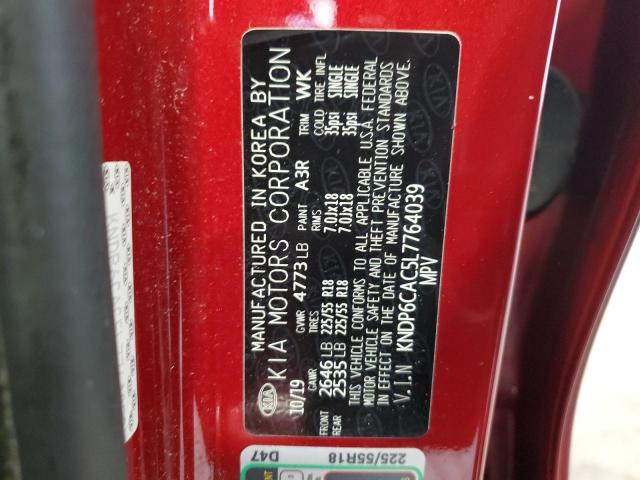 MANUFACTURED IN KOREA BY
KIA KIA MOTORS CORPORATION
10/19 GVWR 4773LB PAINT A3R TRIM WK
GAWR TIRES RIMS COLD TIRE INFL
FRONT 2646LB 225/55 R18 7.0Jx18 35psi SINGLE
REAR 2535LB 225/55 R18 7.0Jx18 35psi SINGLE
THIS VEHICLE CONFORMS TO ALL APPLICABLE U.S.A. FEDERAL
MOTOR VEHICLE SAFETY AND THEFT PREVENTION STANDARDS
IN EFFECT ON THE DATE OF MANUFACTURE SHOWN ABOVE.
V.I.N KNDP6CAC5L7764039
MPV
D47
225/55R18